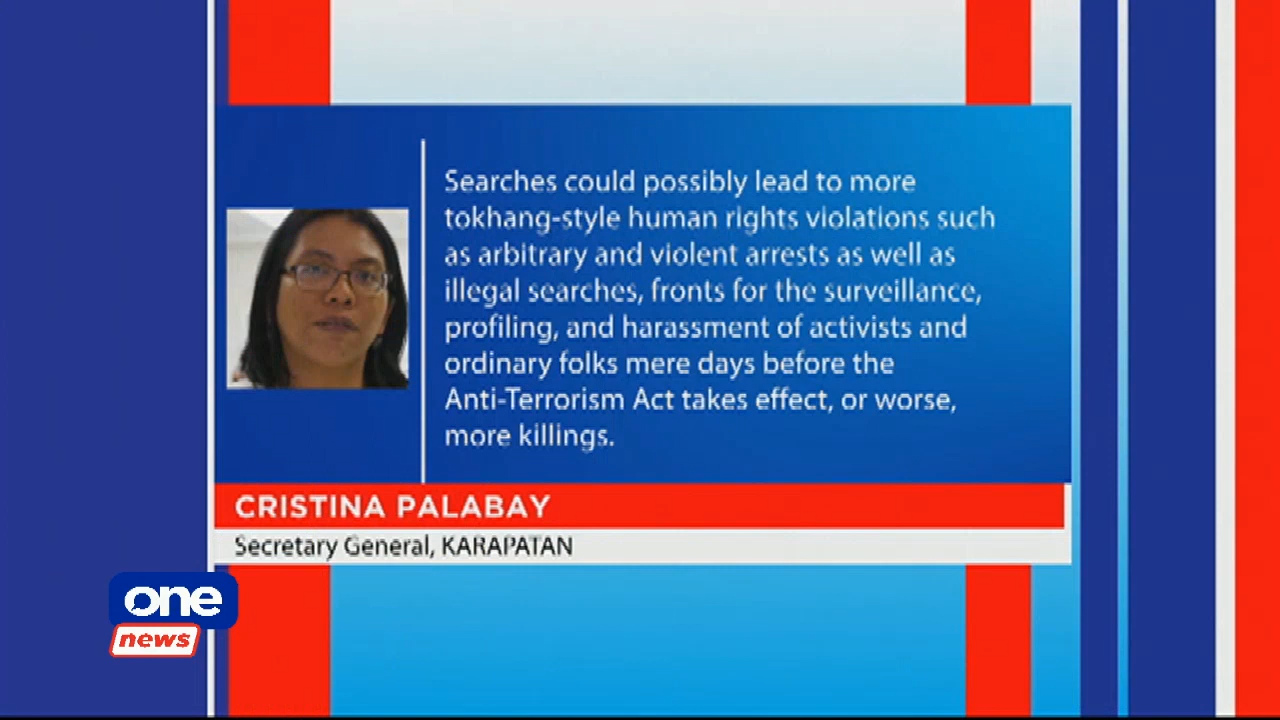 Searches could possibly lead to more
tokhang-style human rights violations such
as arbitrary and violent arrests as well as
illegal searches, fronts for the surveillance,
profiling, and harassment of activists and
ordinary folks mere days before the
Anti-Terrorism Act takes effect, or worse,
more killings.
CRISTINA PALABAY
Secretary General, KARAPATAN
one
news